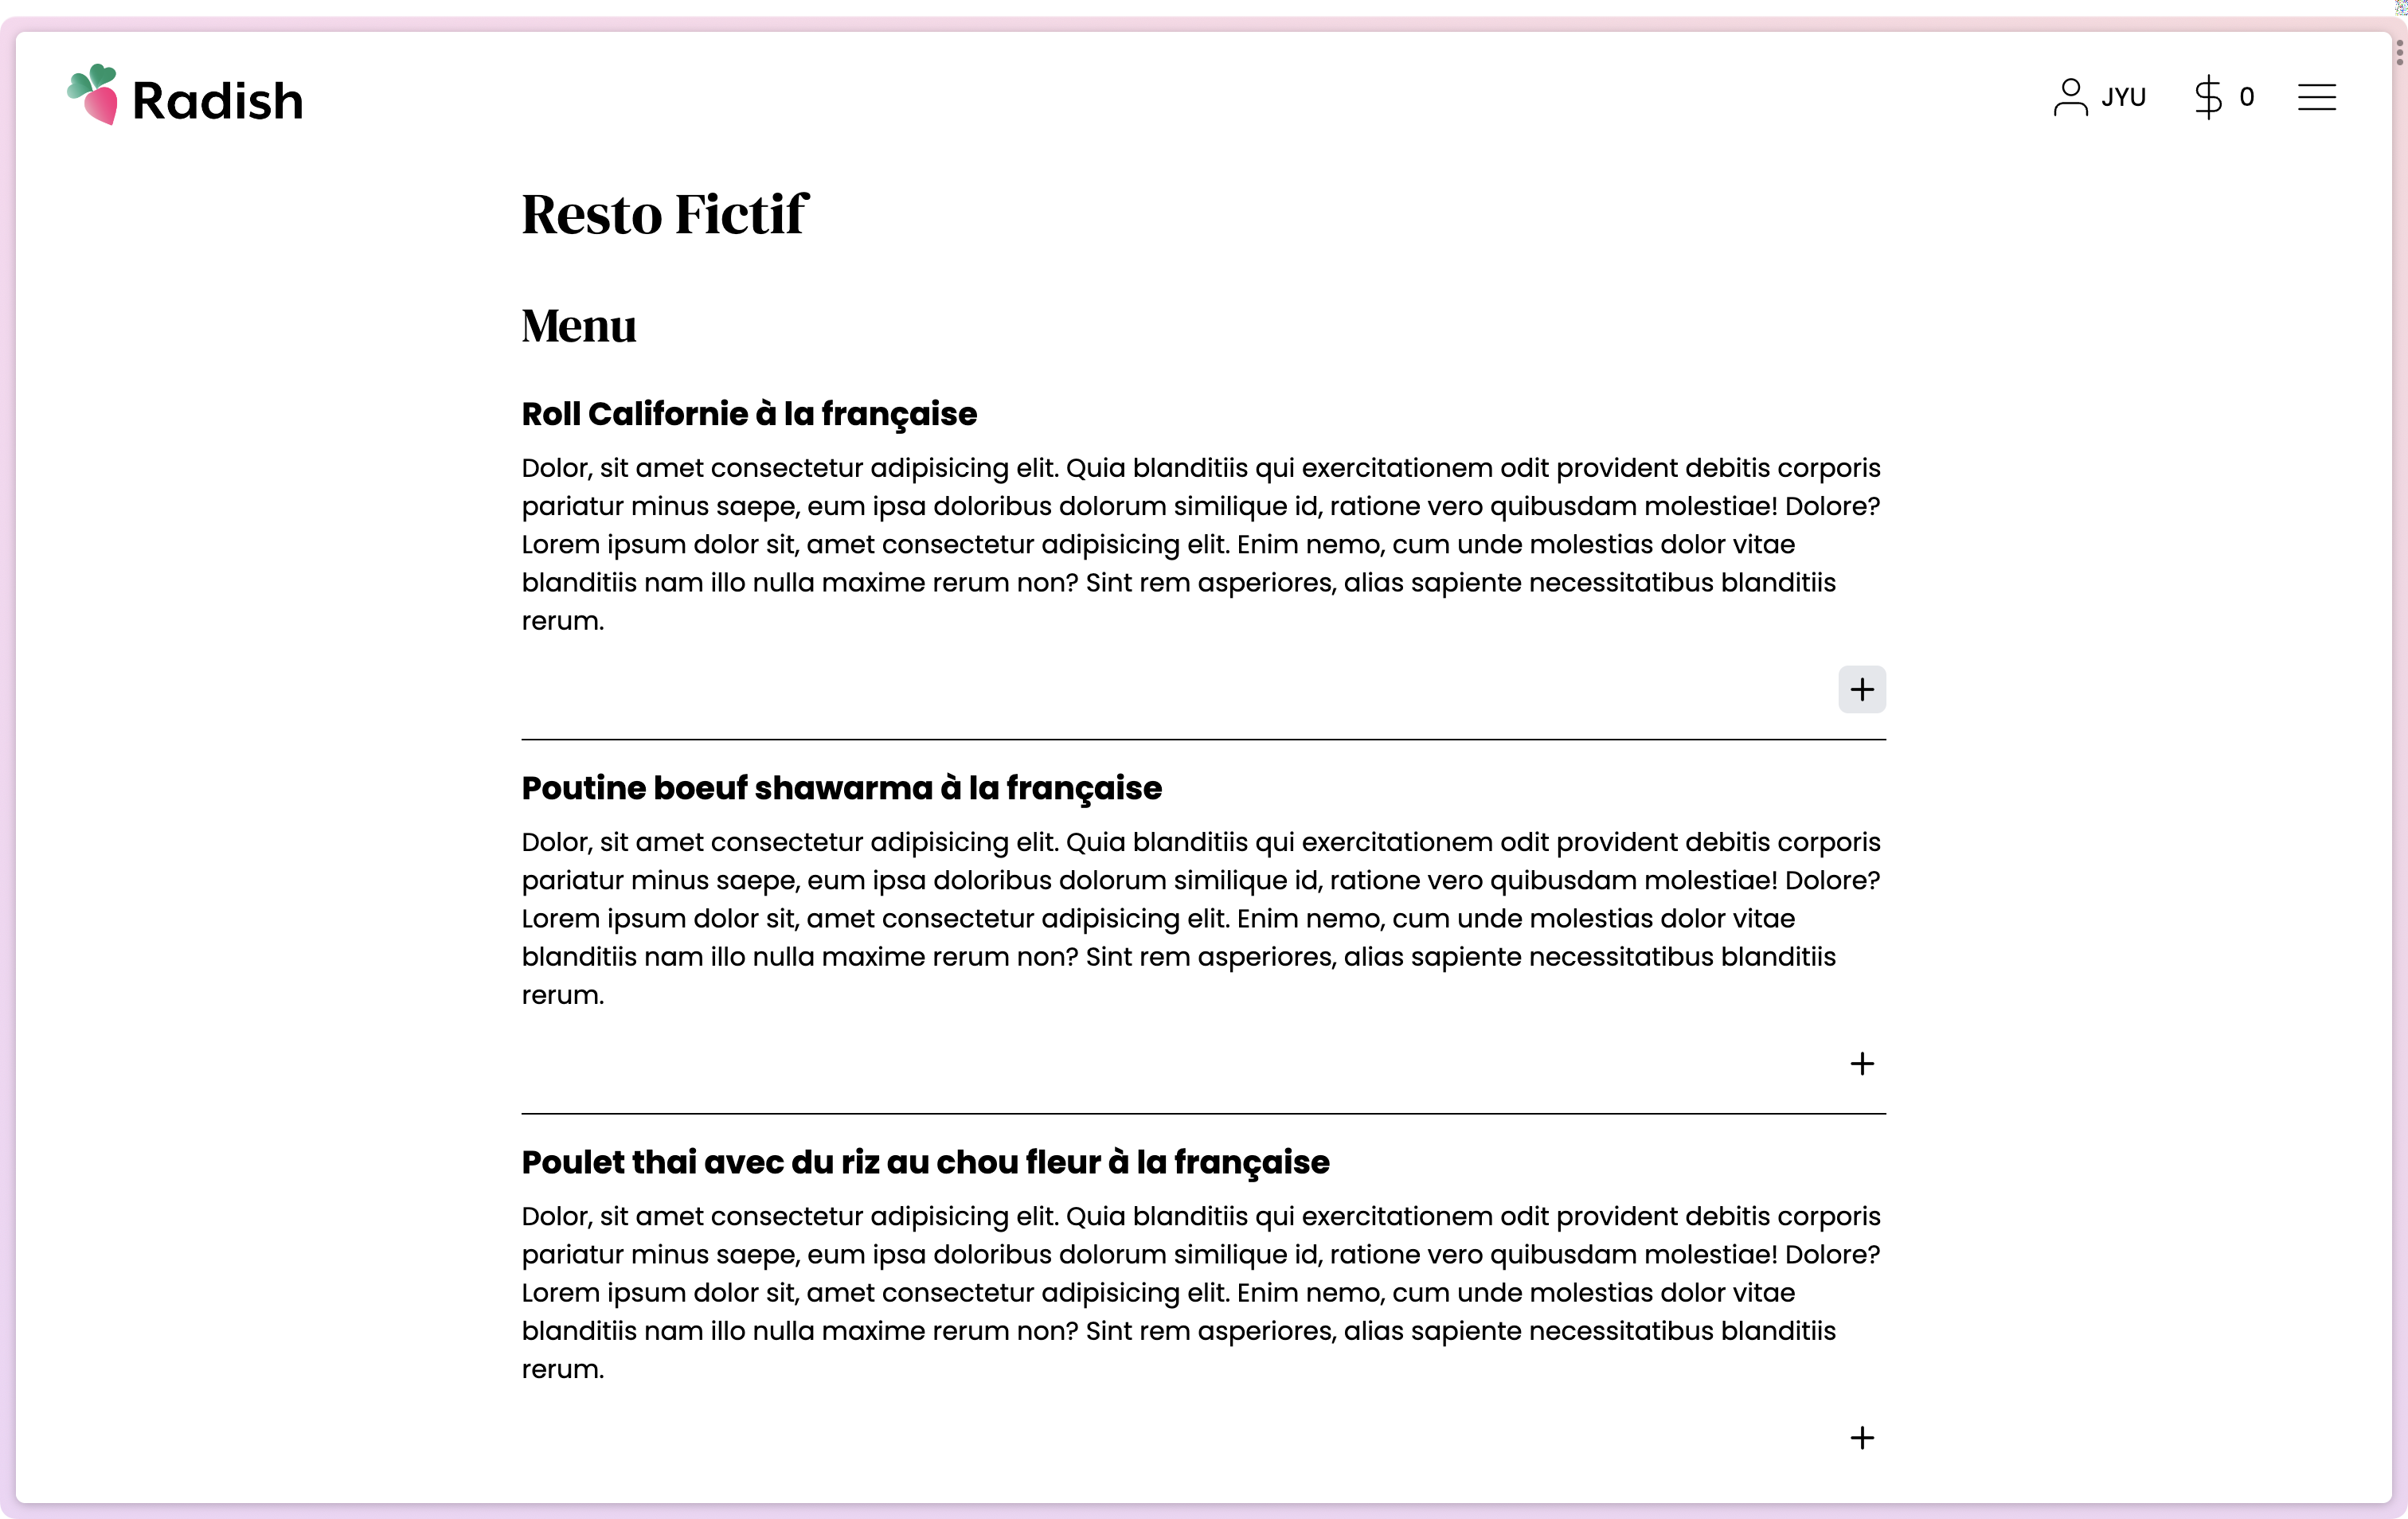 Radish
JYU
$ 0
Resto Fictif
Menu
Roll Californie à la française
Dolor, sit amet consectetur adipisicing elit. Quia blanditiis qui exercitationem odit provident debitis corporis
pariatur minus saepe, eum ipsa doloribus dolorum similique id, ratione vero quibusdam molestiae! Dolore?
Lorem ipsum dolor sit, amet consectetur adipisicing elit. Enim nemo, cum unde molestias dolor vitae
blanditiis nam illo nulla maxime rerum non? Sint rem asperiores, alias sapiente necessitatibus blanditiis
rerum.
+
Poutine boeuf shawarma à la française
Dolor, sit amet consectetur adipisicing elit. Quia blanditiis qui exercitationem odit provident debitis corporis
pariatur minus saepe, eum ipsa doloribus dolorum similique id, ratione vero quibusdam molestiae! Dolore?
Lorem ipsum dolor sit, amet consectetur adipisicing elit. Enim nemo, cum unde molestias dolor vitae
blanditiis nam illo nulla maxime rerum non? Sint rem asperiores, alias sapiente necessitatibus blanditiis
rerum.
+
Poulet thai avec du riz au chou fleur à la française
Dolor, sit amet consectetur adipisicing elit. Quia blanditiis qui exercitationem odit provident debitis corporis
pariatur minus saepe, eum ipsa doloribus dolorum similique id, ratione vero quibusdam molestiae! Dolore?
Lorem ipsum dolor sit, amet consectetur adipisicing elit. Enim nemo, cum unde molestias dolor vitae
blanditiis nam illo nulla maxime rerum non? Sint rem asperiores, alias sapiente necessitatibus blanditiis
rerum.
+